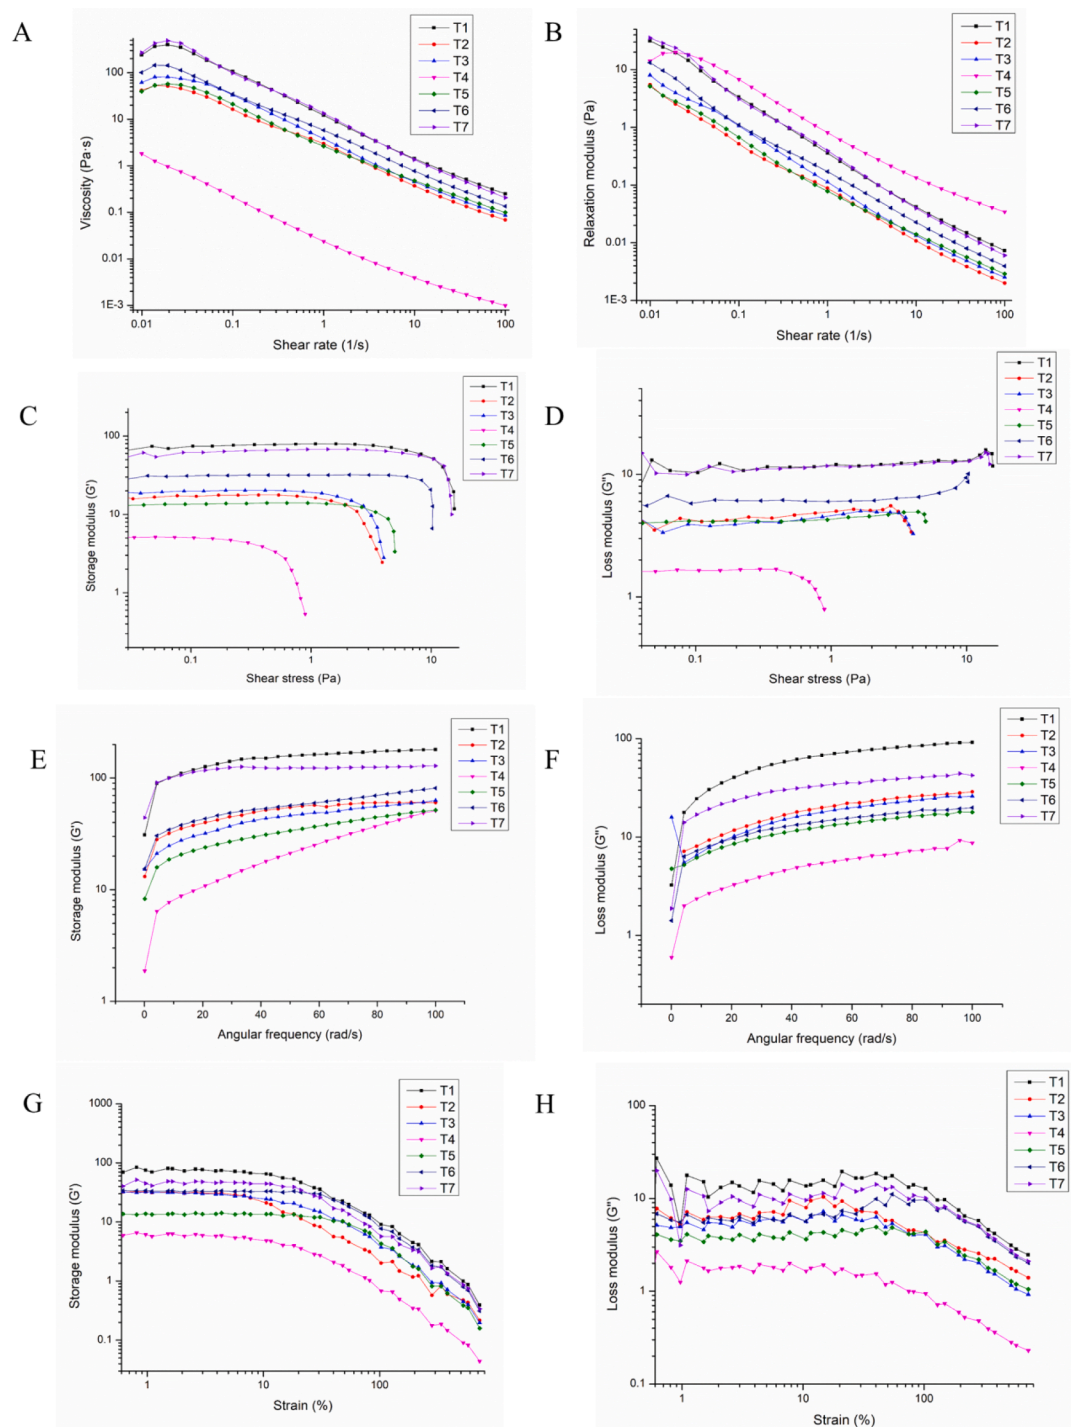 A
T1
T2
T3
T4
T5
T6
T7
100
10
1
0.1
0.01
1E-3
Viscosity (Pa·s)
0.01
0.1
1
10
100
Shear rate (1/s)
B
T1
T2
T3
T4
T5
T6
T7
10
1
0.1
0.01
1E-3
Relaxation modulus (Pa)
0.01
0.1
1
10
100
Shear rate (1/s)
C
T1
T2
T3
T4
T5
T6
T7
100
10
1
Storage modulus (G')
0.1
1
10
Shear stress (Pa)
D
T1
T2
T3
T4
T5
T6
T7
10
1
Loss modulus (G'')
0.1
1
10
Shear stress (Pa)
E
T1
T2
T3
T4
T5
T6
T7
100
10
1
Storage modulus (G')
0
20
40
60
80
100
Angular frequency (rad/s)
F
T1
T2
T3
T4
T5
T6
T7
100
10
1
Loss modulus (G'')
0
20
40
60
80
100
Angular frequency (rad/s)
G
T1
T2
T3
T4
T5
T6
T7
1000
100
10
1
0.1
Storage modulus (G')
1
10
100
Strain (%)
H
T1
T2
T3
T4
T5
T6
T7
100
10
1
0.1
Loss modulus (G'')
1
10
100
Strain (%)